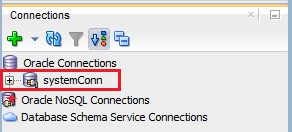 Connections
Oracle Connections
systemConn
Oracle NoSQL Connections
Database Schema Service Connections